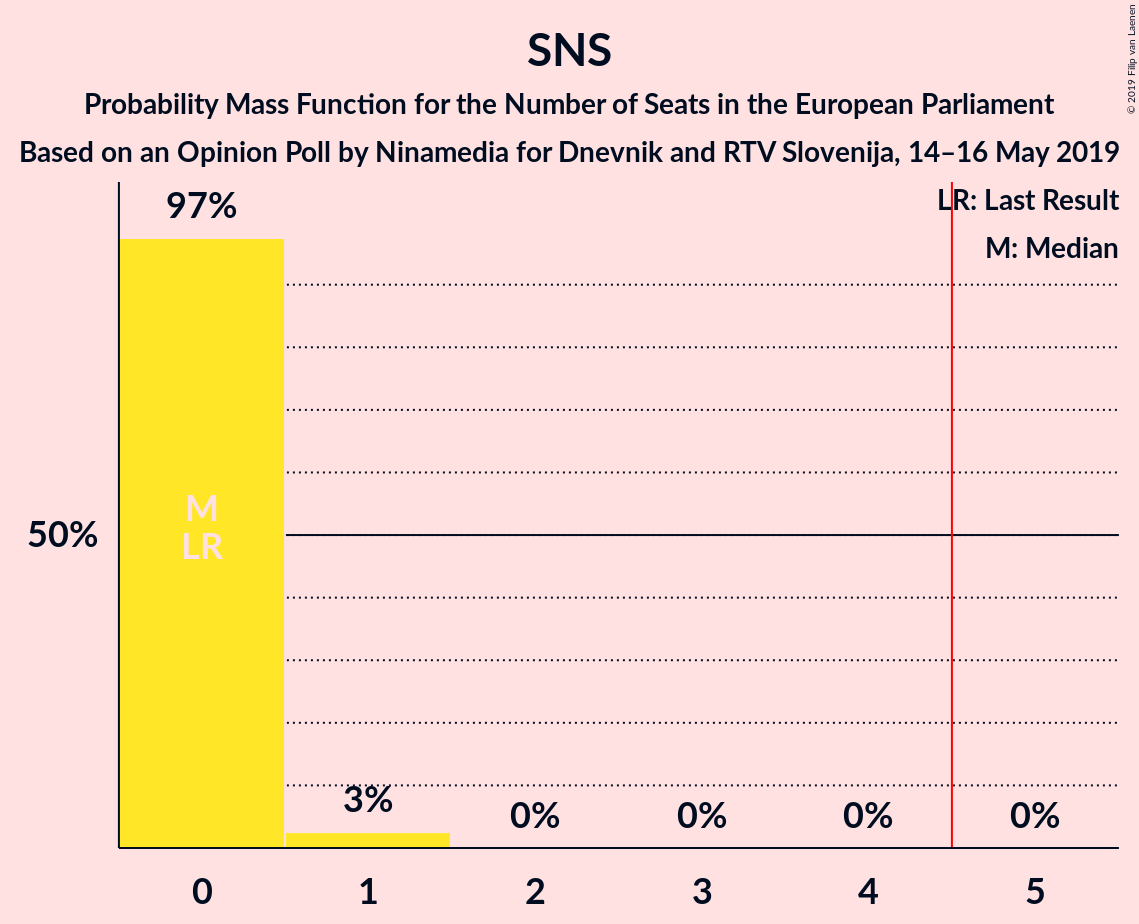 SNS
Probability Mass Function for the Number of Seats in the European Parliament
Based on an Opinion Poll by Ninamedia for Dnevnik and RTV Slovenija, 14–16 May 2019
© 2019 Filip van Laenen
LR: Last Result
M: Median
97%
M
LR
50%
3%
0%
0%
0%
0%
0
1
2
3
4
5